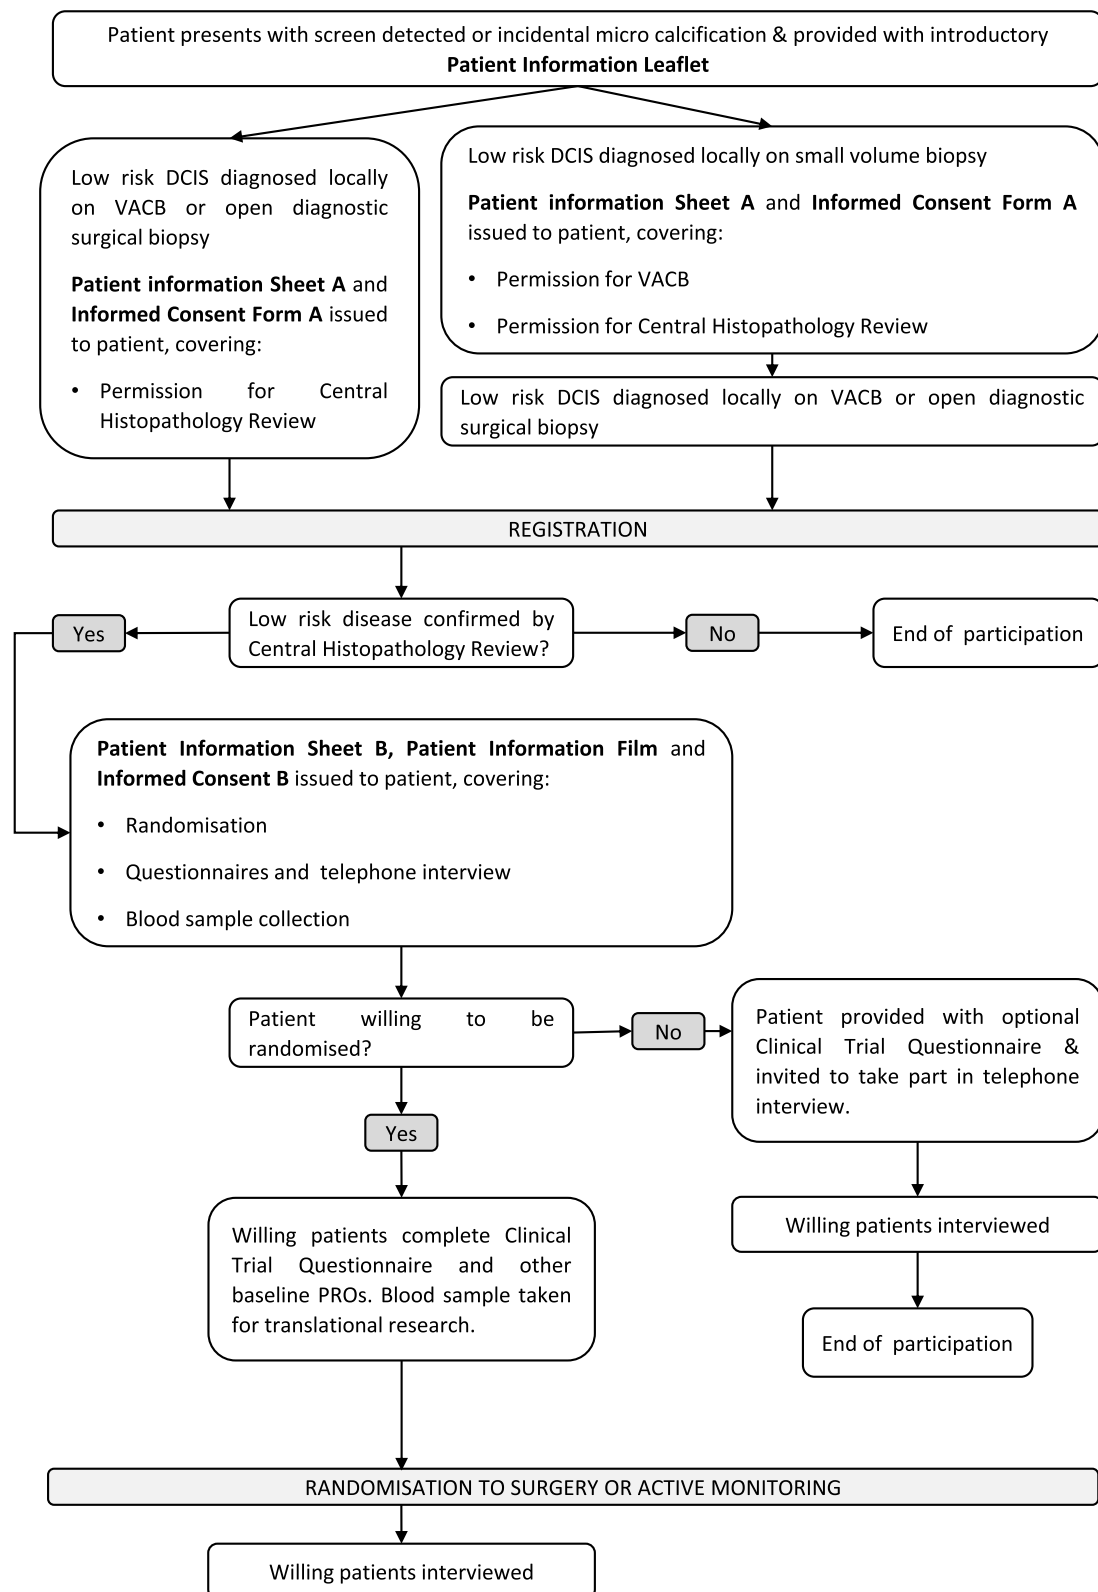 Patient presents with screen detected or incidental micro calcification & provided with introductory
Patient Information Leaflet
Low risk DCIS diagnosed locally
on VACB or open diagnostic
surgical biopsy
Patient information Sheet A and
Informed Consent Form A issued
to patient, covering:
• Permission for Central
Histopathology Review
Low risk DCIS diagnosed locally on small volume biopsy
Patient information Sheet A and Informed Consent Form A
issued to patient, covering:
• Permission for VACB
• Permission for Central Histopathology Review
Low risk DCIS diagnosed locally on VACB or open diagnostic
surgical biopsy
REGISTRATION
Yes
Low risk disease confirmed by
Central Histopathology Review?
No
End of participation
Patient Information Sheet B, Patient Information Film and
Informed Consent B issued to patient, covering:
• Randomisation
• Questionnaires and telephone interview
• Blood sample collection
Patient willing to be
randomised?
No
Patient provided with optional
Clinical Trial Questionnaire &
invited to take part in telephone
interview.
Yes
Willing patients complete Clinical
Trial Questionnaire and other
baseline PROs. Blood sample taken
for translational research.
Willing patients interviewed
End of participation
RANDOMISATION TO SURGERY OR ACTIVE MONITORING
Willing patients interviewed